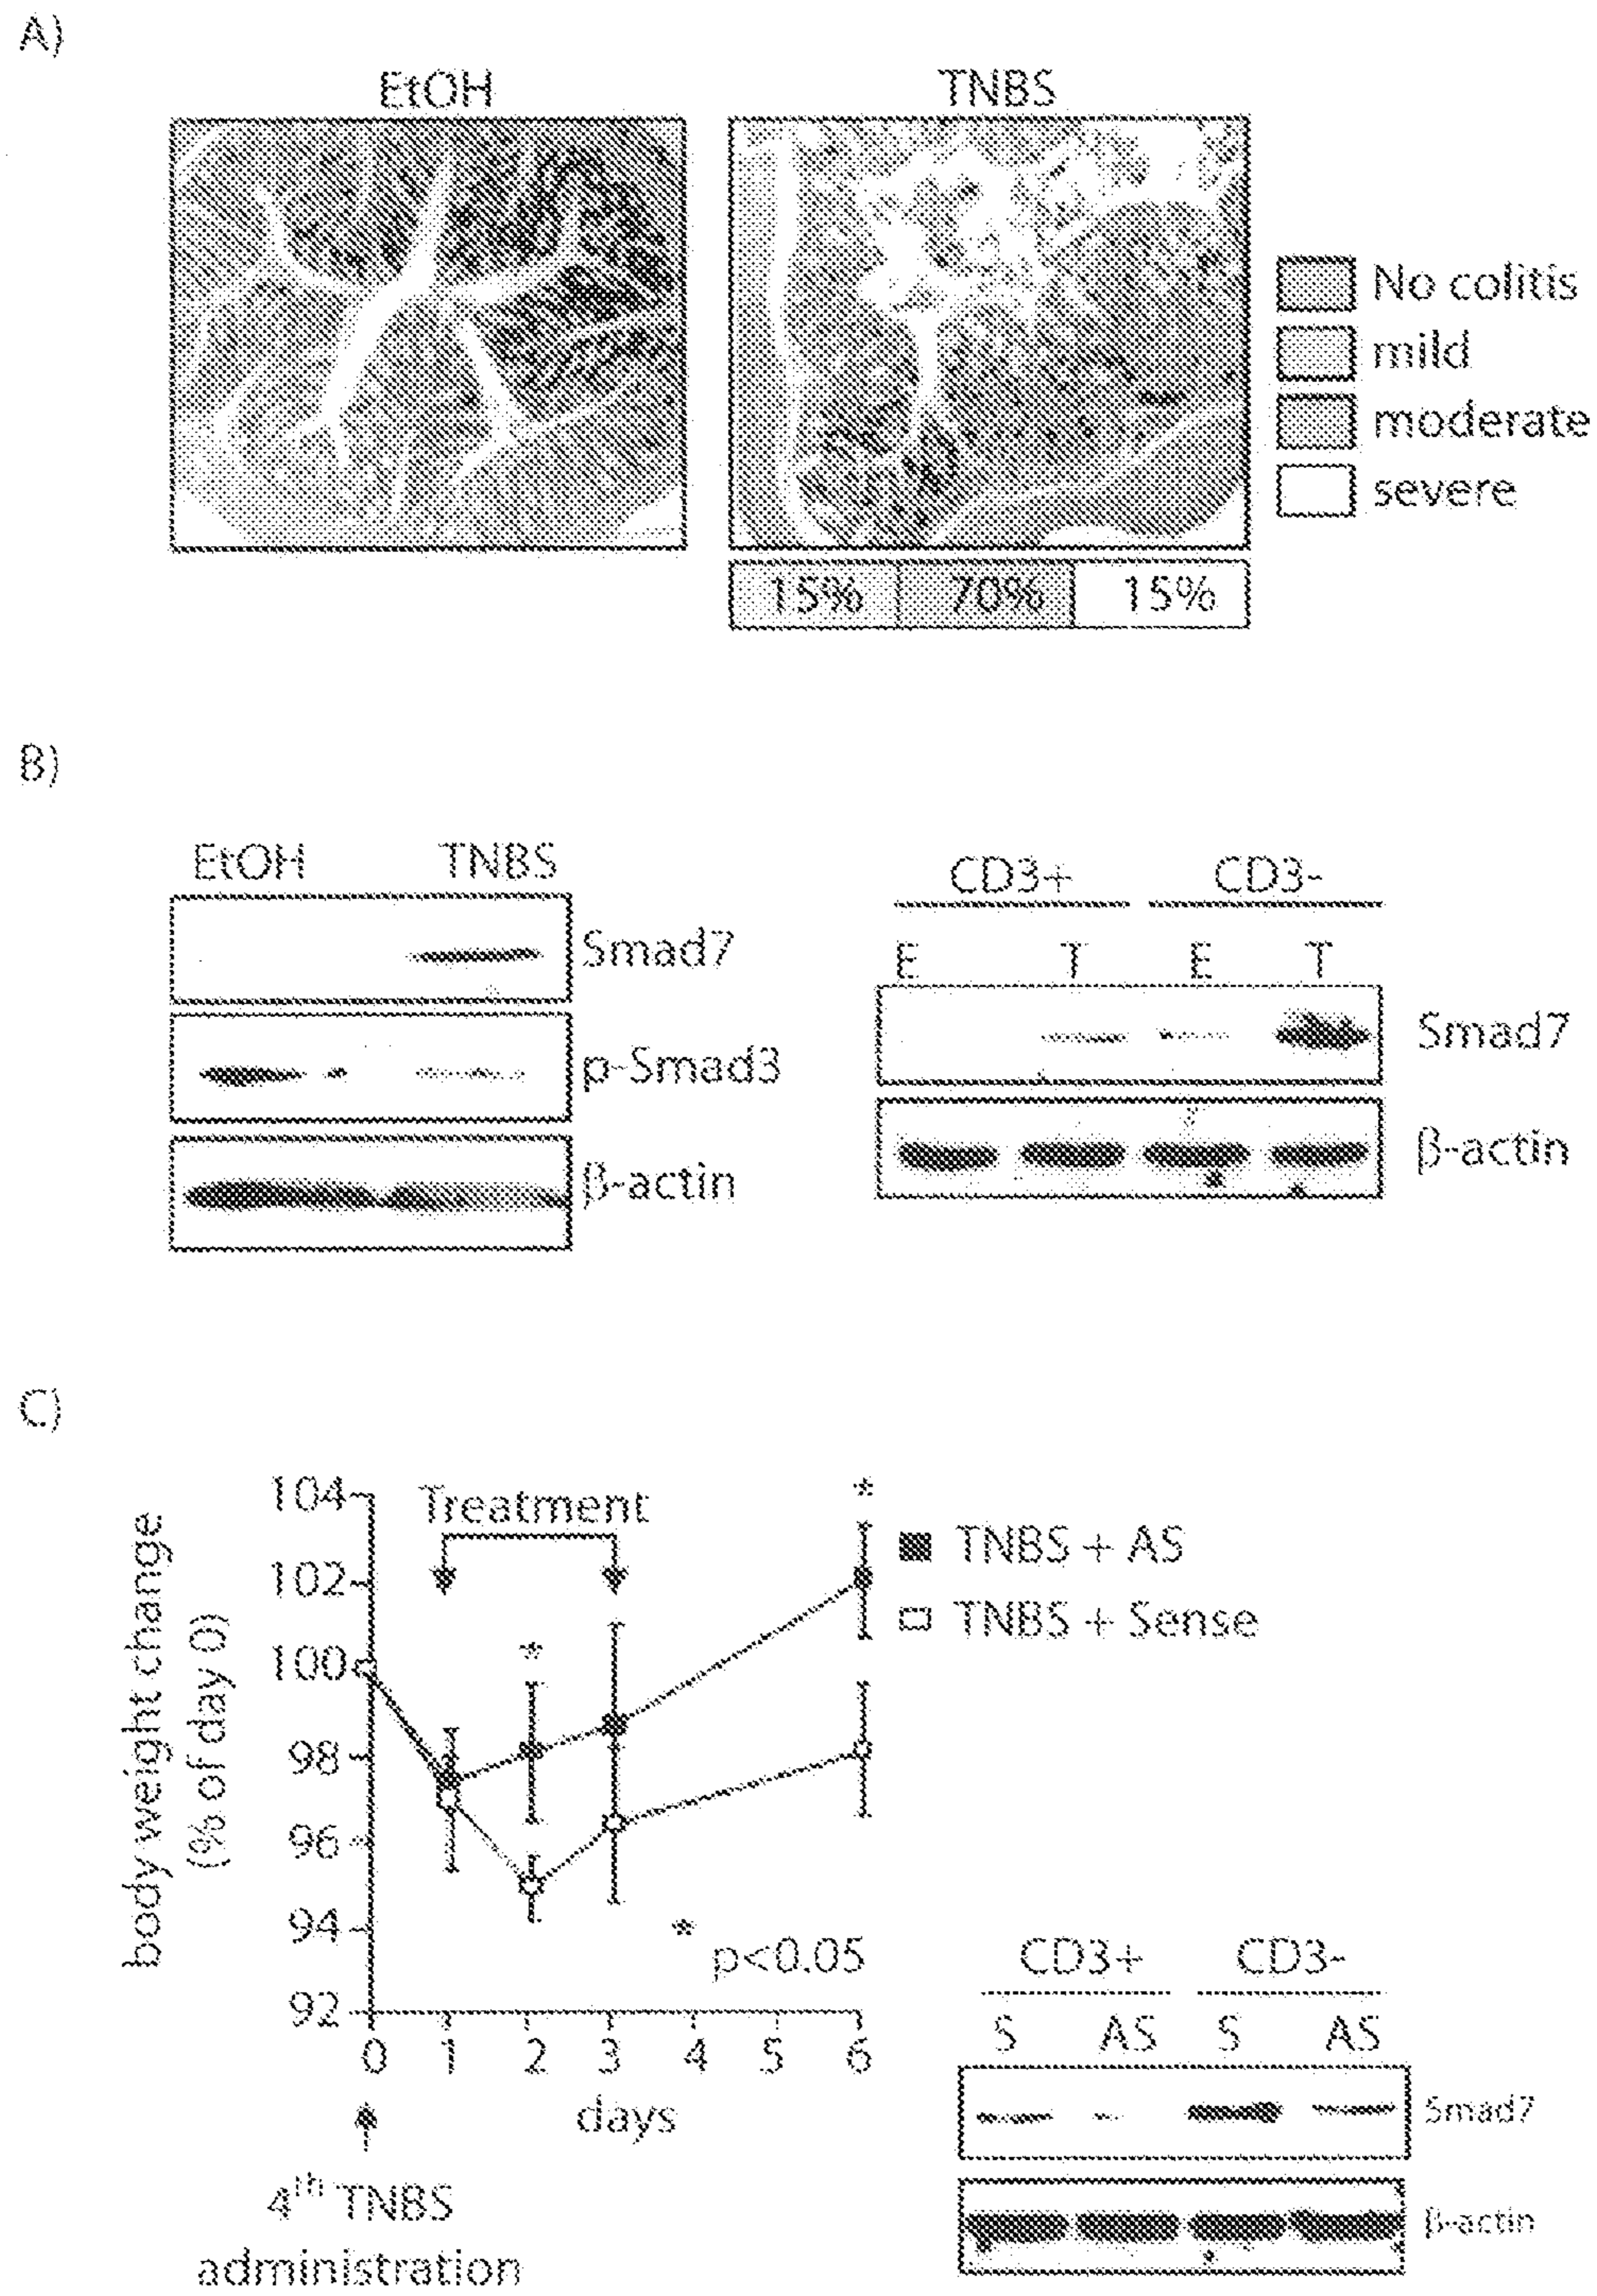 A)
EtOH
TNBS
No colitis
mild
moderate
severe
15% 70% 15%
B)
EtOH TNBS
Smad7
p-Smad3
β-actin
CD3+ CD3-
E T E T
Smad7
β-actin
C)
body weight change
(% of day 0)
104
102
100
98
96
94
92
Treatment
*
*
TNBS + AS
TNBS + Sense
* p<0.05
0 1 2 3 4 5 6
days
4th TNBS
administration
CD3+ CD3-
S AS S AS
Smad7
β-actin